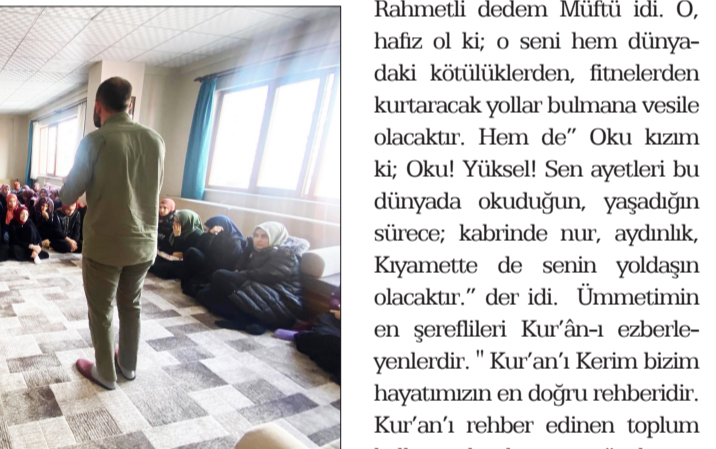 Rahmetli dedem Müftü idi. O,
hafız ol ki; o seni hem dünya-
daki kötülüklerden, fitnelerden
kurtaracak yollar bulmana vesile
olacaktır. Hem de” Oku kızım
ki; Oku! Yüksel! Sen ayetleri bu
dünyada okuduğun, yaşadığın
sürece; kabrinde nur, aydınlık,
Kıyamette de senin yoldaşın
olacaktır.” der idi. Ümmetimin
en şereflileri Kur’ân-ı ezberle-
yenlerdir. " Kur’an’ı Kerim bizim
hayatımızın en doğru rehberidir.
Kur’an’ı rehber edinen toplum